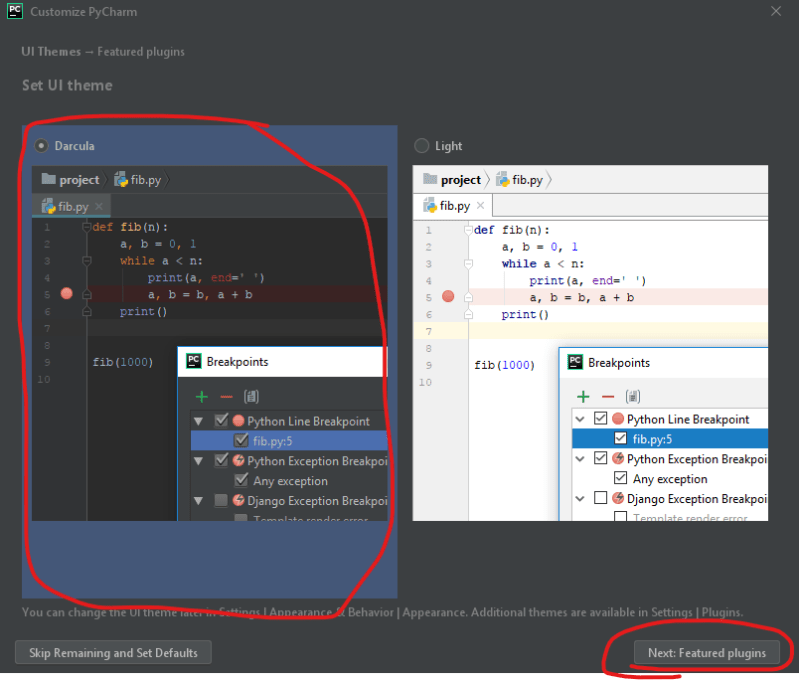 PC Customize PyCharm
UI Themes → Featured plugins
Set UI theme
Darcula
project fib.py
fib.py
1 def fib(n):
2 a, b = 0, 1
3 while a < n:
4 print(a, end=' ')
5 a, b = b, a + b
6 print()
7
8
9 fib(1000)
10
PC Breakpoints
Python Line Breakpoint
fib.py:5
Python Exception Breakpoi
Any exception
Django Exception Breakpoi
Template render error
Light
project fib.py
fib.py
1 def fib(n):
2 a, b = 0, 1
3 while a < n:
4 print(a, end=' ')
5 a, b = b, a + b
6 print()
7
8
9 fib(1000)
10
PC Breakpoints
Python Line Breakpoint
fib.py:5
Python Exception Breakpoi
Any exception
Django Exception Breakpoi
Template render error
You can change the UI theme later in Settings | Appearance & Behavior | Appearance. Additional themes are available in Settings | Plugins.
Skip Remaining and Set Defaults
Next: Featured plugins